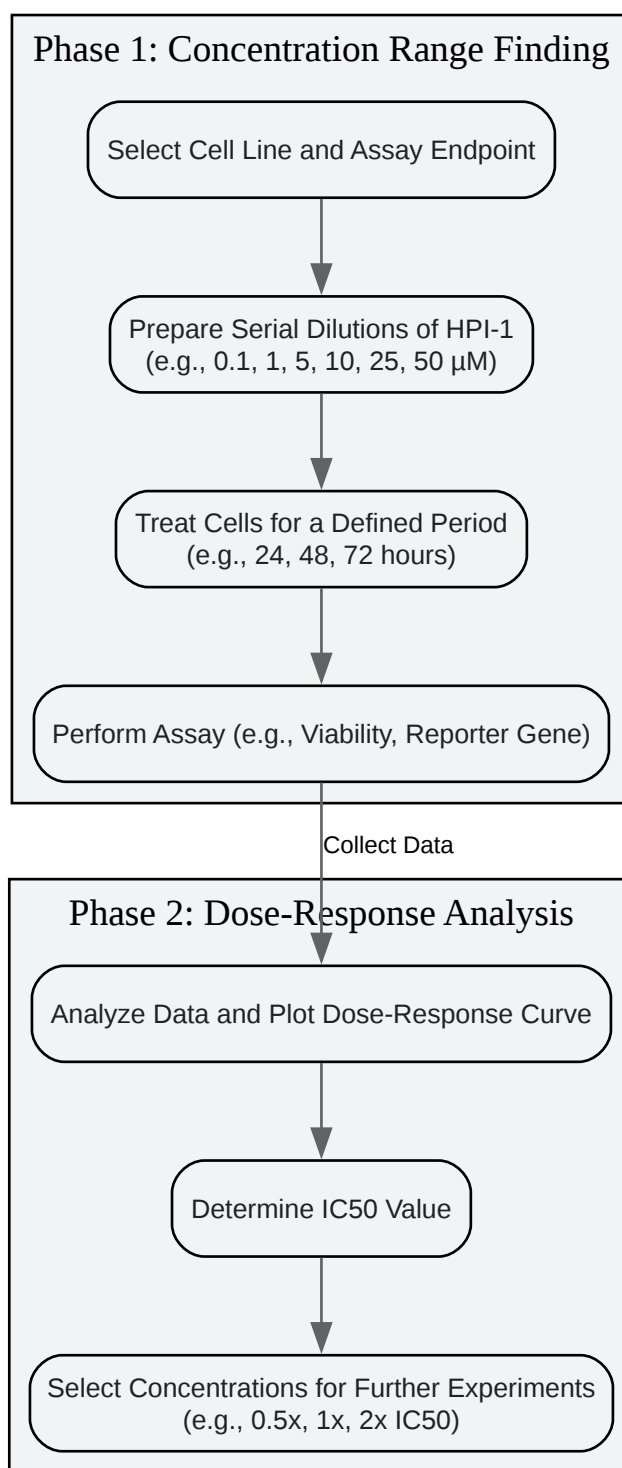 Phase 1: Concentration Range Finding
Select Cell Line and Assay Endpoint
Prepare Serial Dilutions of HPI-1
(e.g., 0.1, 1, 5, 10, 25, 50 µM)
Treat Cells for a Defined Period
(e.g., 24, 48, 72 hours)
Perform Assay (e.g., Viability, Reporter Gene)
Collect Data
Phase 2: Dose-Response Analysis
Analyze Data and Plot Dose-Response Curve
Determine IC50 Value
Select Concentrations for Further Experiments
(e.g., 0.5x, 1x, 2x IC50)